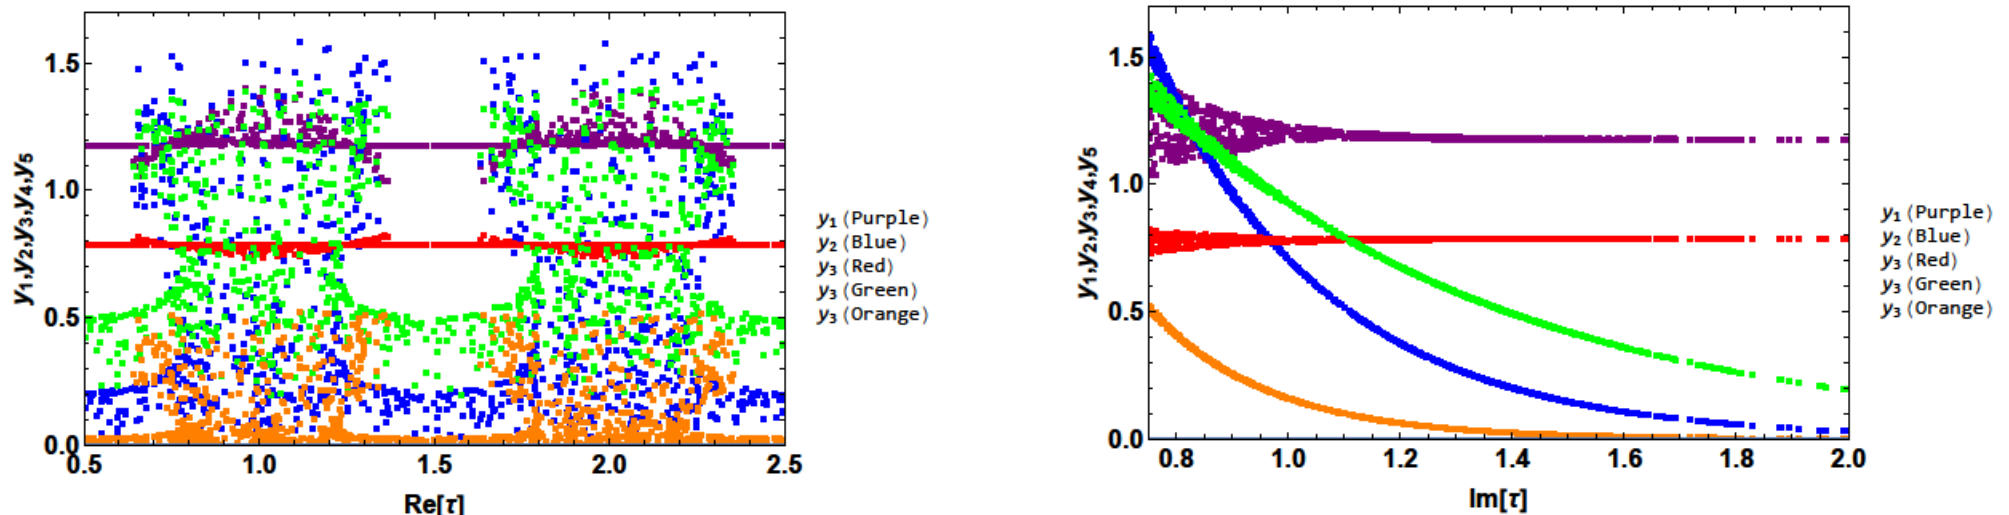 y₁,y₂,y₃,y₄,y₅
1.5
1.0
0.5
0.0
0.5 1.0 1.5 2.0 2.5
Re[τ]
y₁ (Purple)
y₂ (Blue)
y₃ (Red)
y₃ (Green)
y₃ (Orange)
y₁,y₂,y₃,y₄,y₅
1.5
1.0
0.5
0.0
0.8 1.0 1.2 1.4 1.6 1.8 2.0
Im[τ]
y₁ (Purple)
y₂ (Blue)
y₃ (Red)
y₃ (Green)
y₃ (Orange)